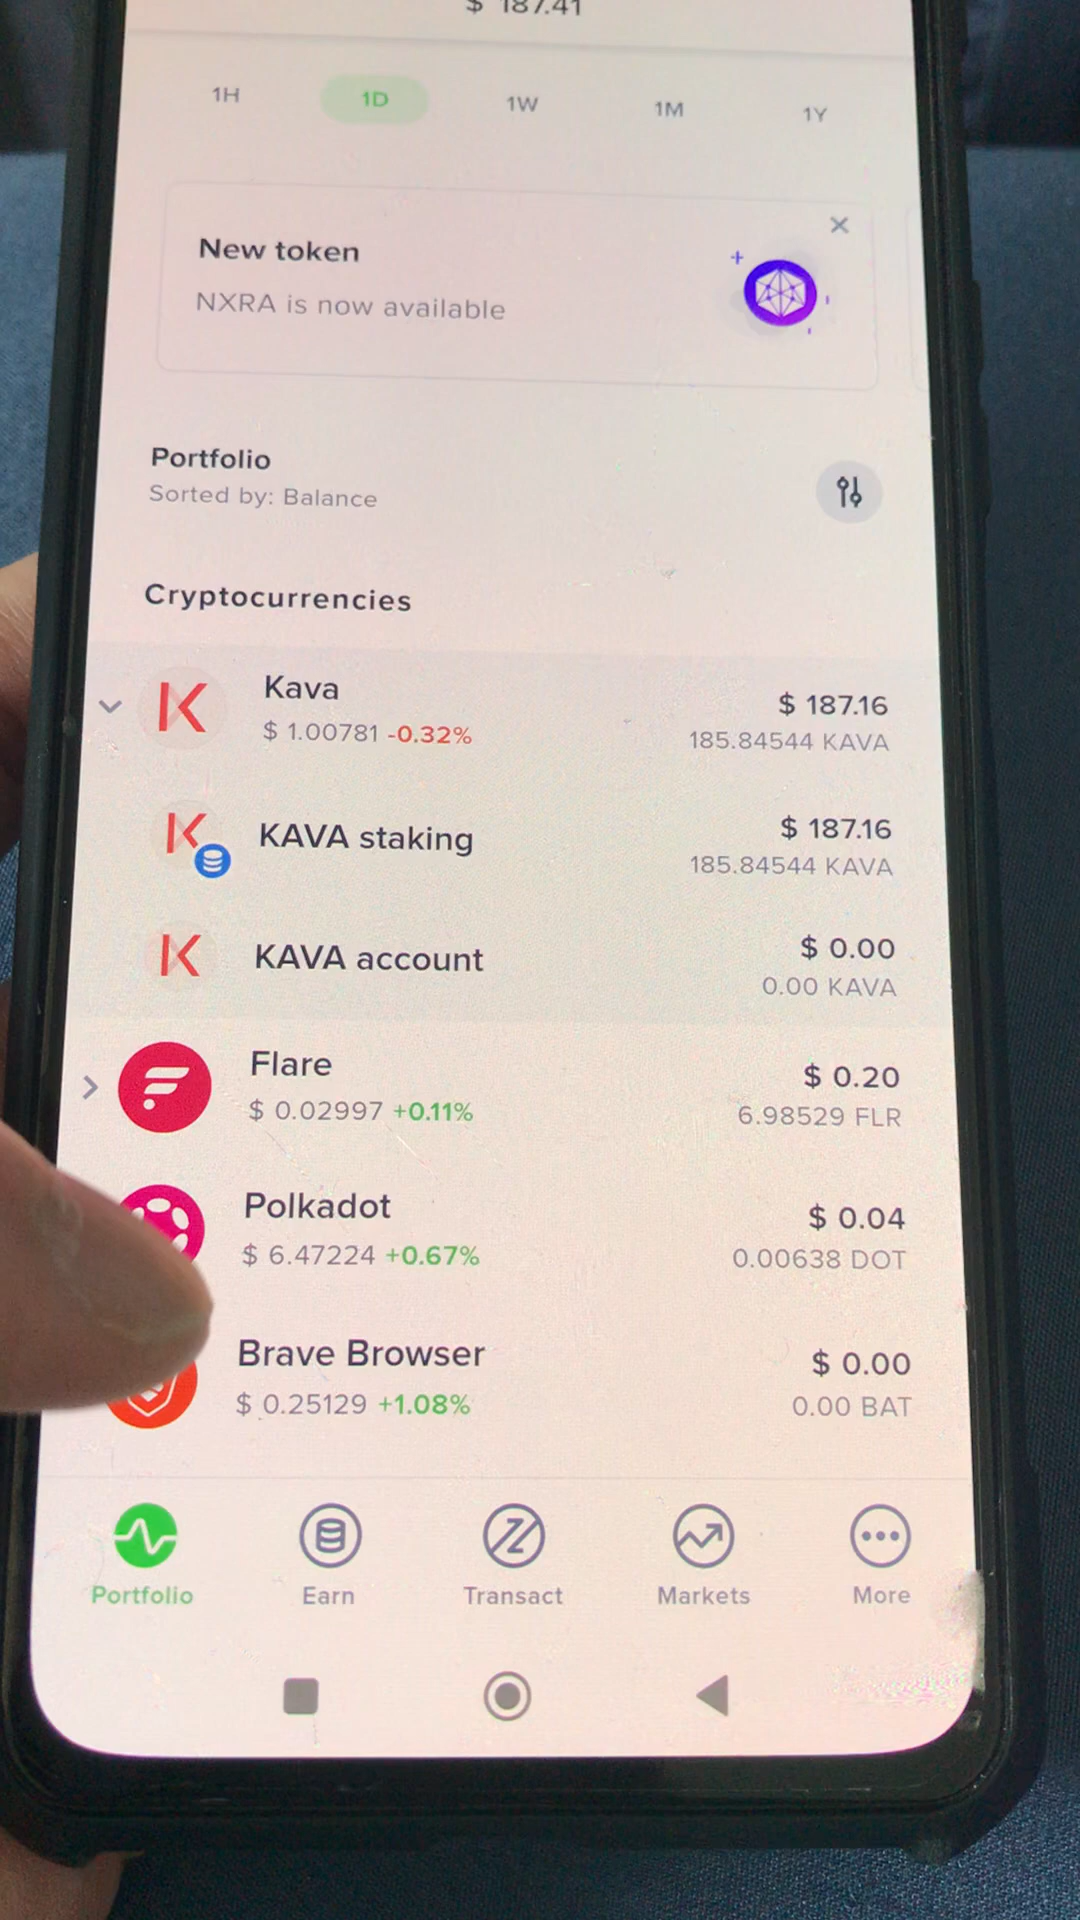 $ 187.41
1H 1D 1W 1M 1Y
New token
NXRA is now available
Portfolio
Sorted by: Balance
Cryptocurrencies
Kava
$ 187.16
$ 1.00781 -0.32%
185.84544 KAVA
KAVA staking
$ 187.16
185.84544 KAVA
KAVA account
$ 0.00
0.00 KAVA
Flare
$ 0.20
$ 0.02997 +0.11%
6.98529 FLR
Polkadot
$ 0.04
$ 6.47224 +0.67%
0.00638 DOT
Brave Browser
$ 0.00
$ 0.25129 +1.08%
0.00 BAT
Portfolio Earn Transact Markets More